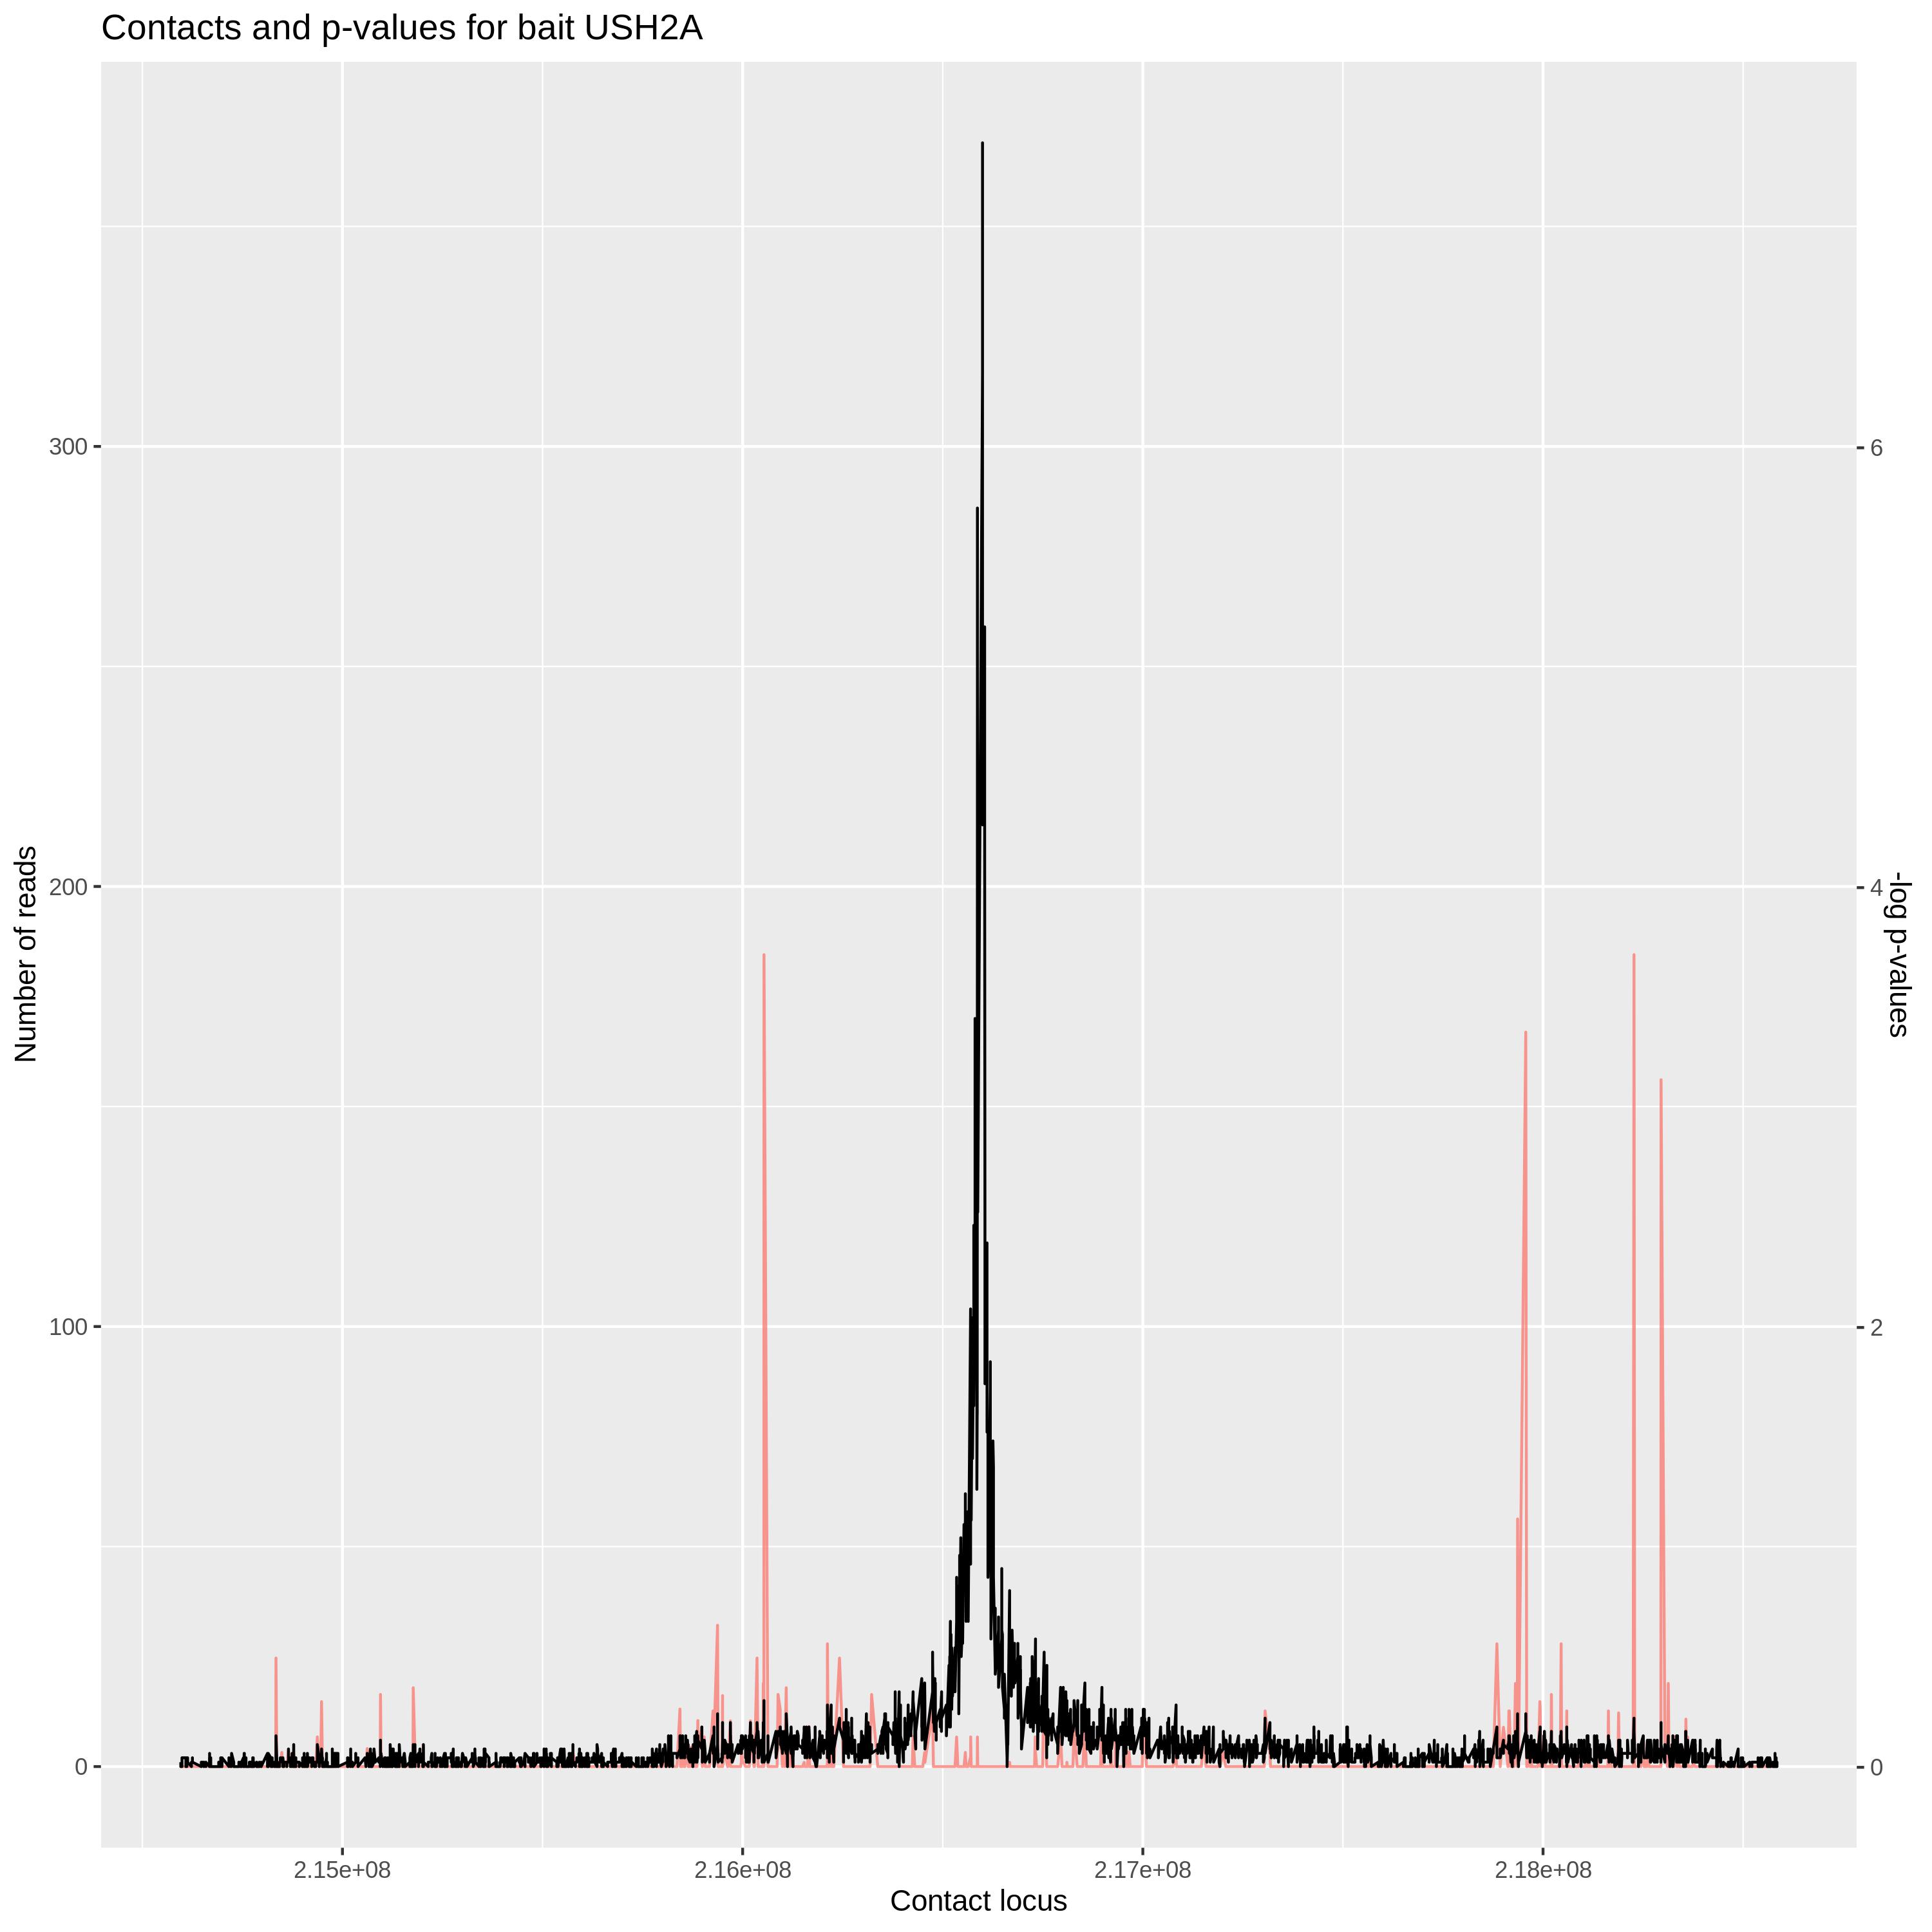 Contacts and p-values for bait USH2A
Number of reads
300
200
100
0
6
4
2
0
-log p-values
2.15e+08
2.16e+08
2.17e+08
2.18e+08
Contact locus